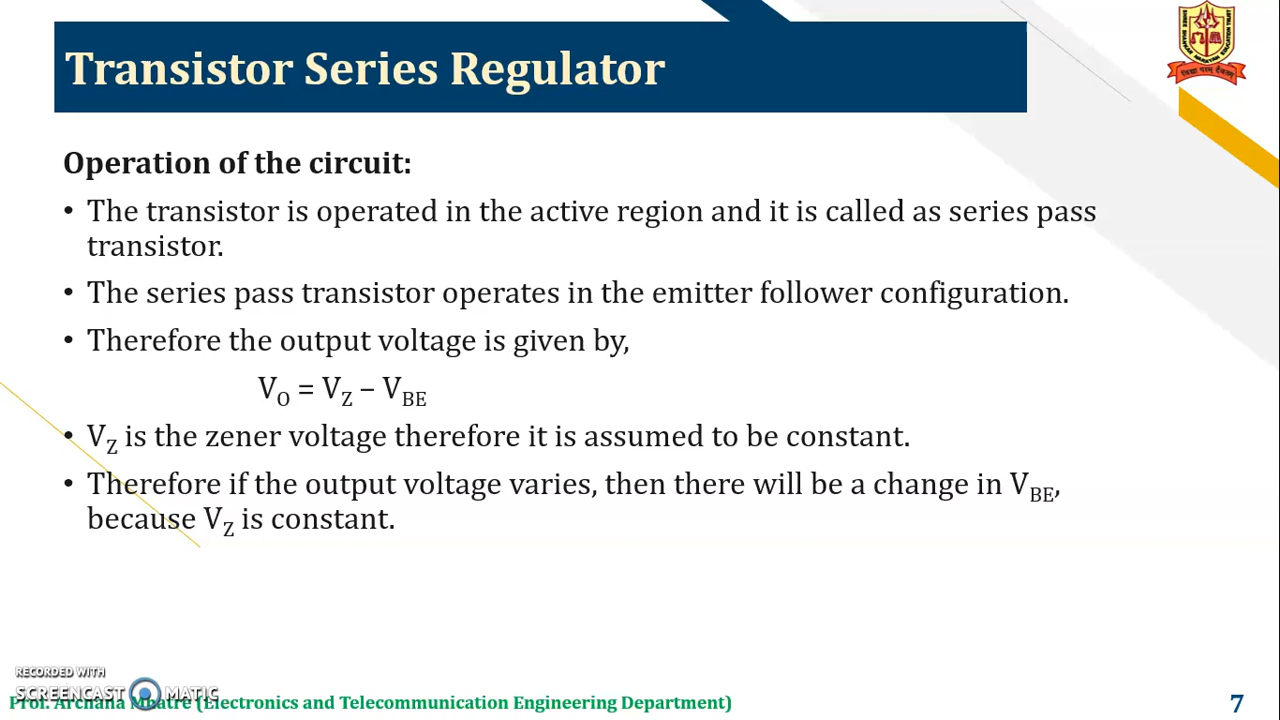 Transistor Series Regulator
Operation of the circuit:
• The transistor is operated in the active region and it is called as series pass
transistor.
• The series pass transistor operates in the emitter follower configuration.
• Therefore the output voltage is given by,
VO = VZ – VBE
• VZ is the zener voltage therefore it is assumed to be constant.
• Therefore if the output voltage varies, then there will be a change in VBE,
because VZ is constant.
RECORDED WITH
SCREENCAST MATIC
Prof. Archana Mhatre (Electronics and Telecommunication Engineering Department)
7